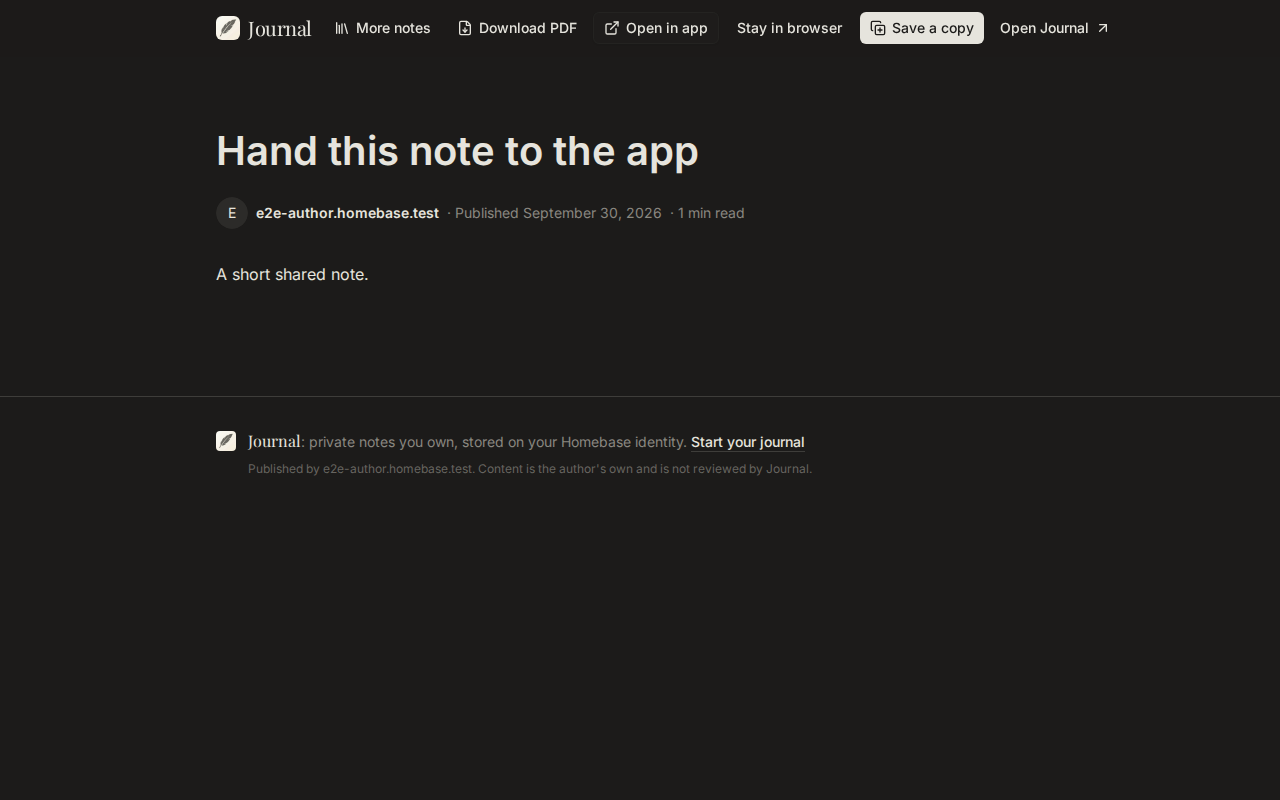 Journal More notes Download PDF Open in app Stay in browser Save a copy Open Journal
Hand this note to the app
E e2e-author.homebase.test · Published September 30, 2026 · 1 min read
A short shared note.
Journal: private notes you own, stored on your Homebase identity. Start your journal
Published by e2e-author.homebase.test. Content is the author's own and is not reviewed by Journal.